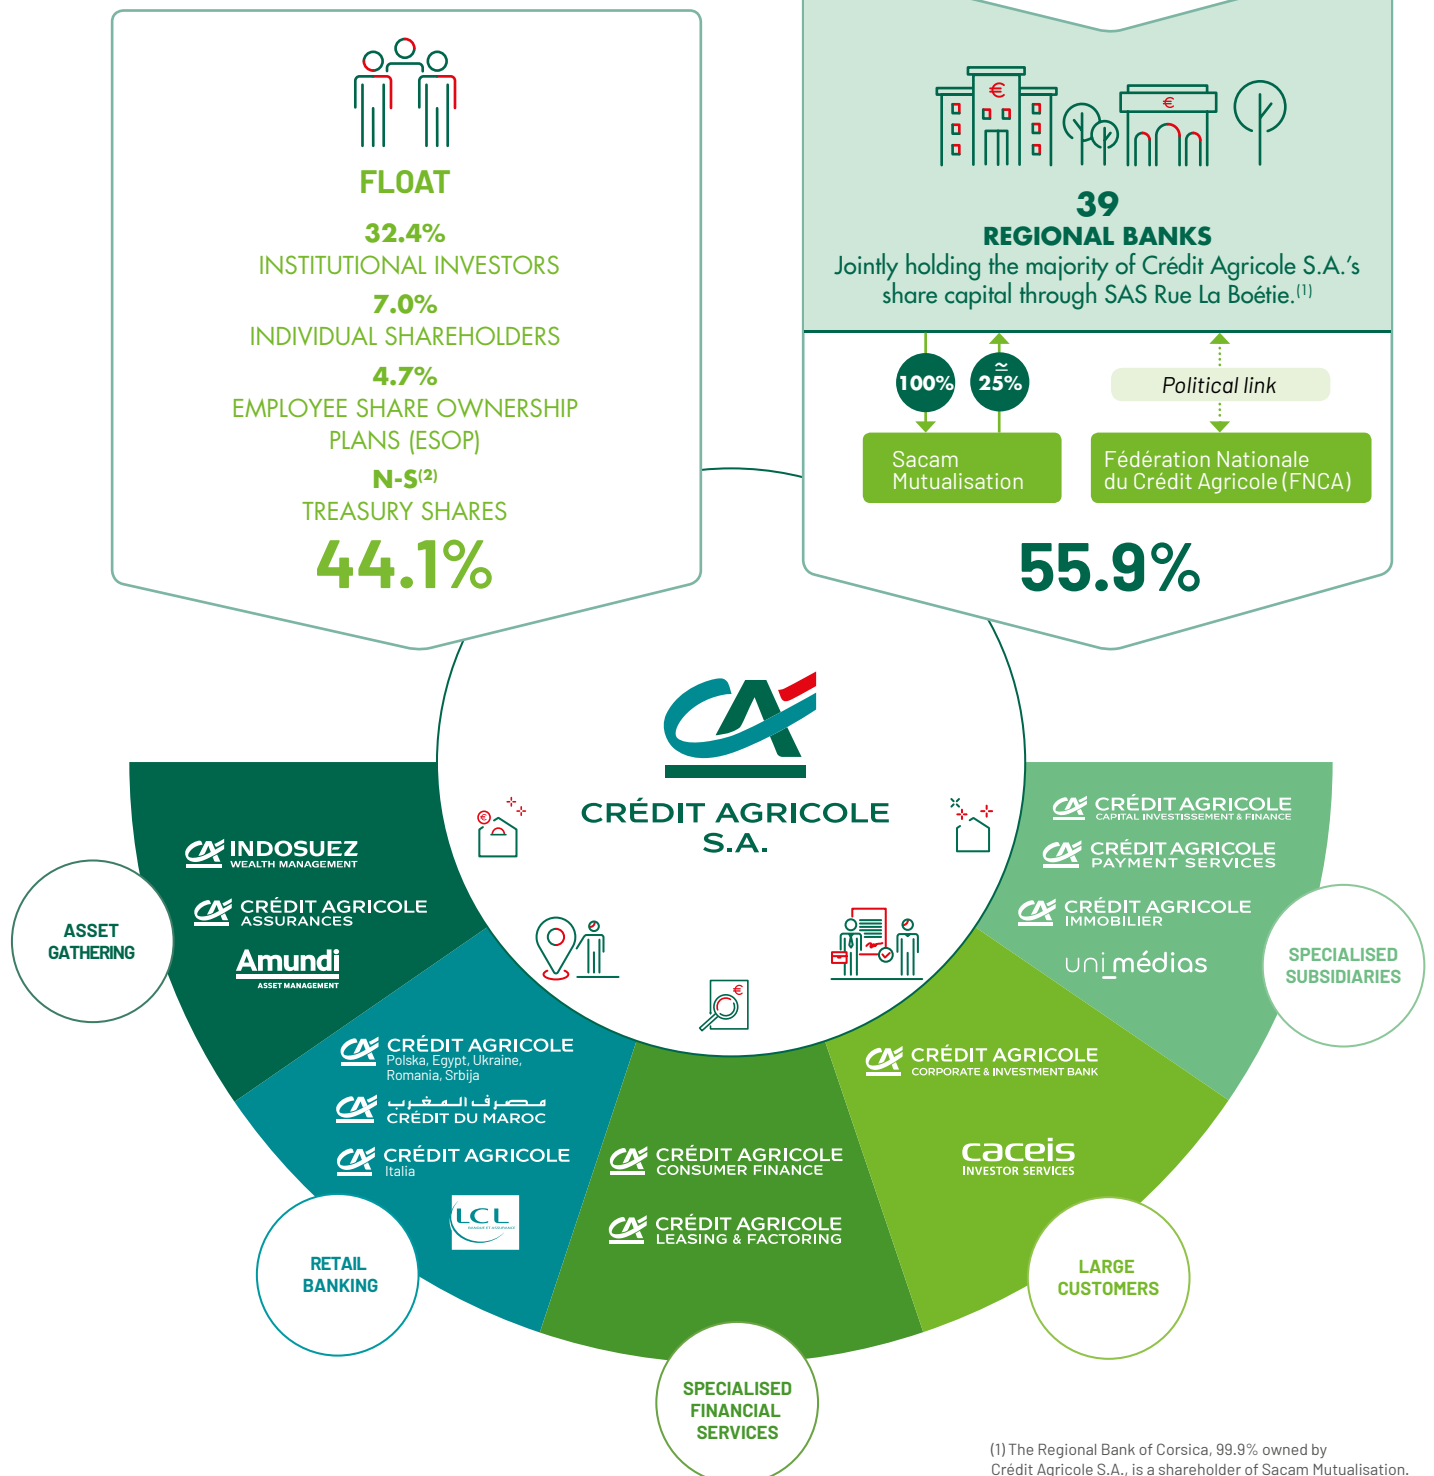 FLOAT
32.4%
INSTITUTIONAL INVESTORS
7.0%
INDIVIDUAL SHAREHOLDERS
4.7%
EMPLOYEE SHARE OWNERSHIP
PLANS (ESOP)
N-S(2)
TREASURY SHARES
44.1%
€
€
39
REGIONAL BANKS
Jointly holding the majority of Crédit Agricole S.A.'s
share capital through SAS Rue La Boétie.(1)
100%
≃
25%
Political link
Sacam
Mutualisation
Fédération Nationale
du Crédit Agricole (FNCA)
55.9%
CRÉDIT AGRICOLE
S.A.
€
€
ASSET
GATHERING
INDOSUEZ
WEALTH MANAGEMENT
CRÉDIT AGRICOLE
ASSURANCES
Amundi
ASSET MANAGEMENT
RETAIL
BANKING
CRÉDIT AGRICOLE
Polska, Egypt, Ukraine,
Romania, Srbija
مصرف المغرب
CRÉDIT DU MAROC
CRÉDIT AGRICOLE
Italia
LCL
BANQUE ET ASSURANCE
SPECIALISED
FINANCIAL
SERVICES
CRÉDIT AGRICOLE
CONSUMER FINANCE
CRÉDIT AGRICOLE
LEASING & FACTORING
LARGE
CUSTOMERS
CRÉDIT AGRICOLE
CORPORATE & INVESTMENT BANK
caceis
INVESTOR SERVICES
SPECIALISED
SUBSIDIARIES
CRÉDIT AGRICOLE
CAPITAL INVESTISSEMENT & FINANCE
CRÉDIT AGRICOLE
PAYMENT SERVICES
CRÉDIT AGRICOLE
IMMOBILIER
uni_médias
(1) The Regional Bank of Corsica, 99.9% owned by
Crédit Agricole S.A., is a shareholder of Sacam Mutualisation.